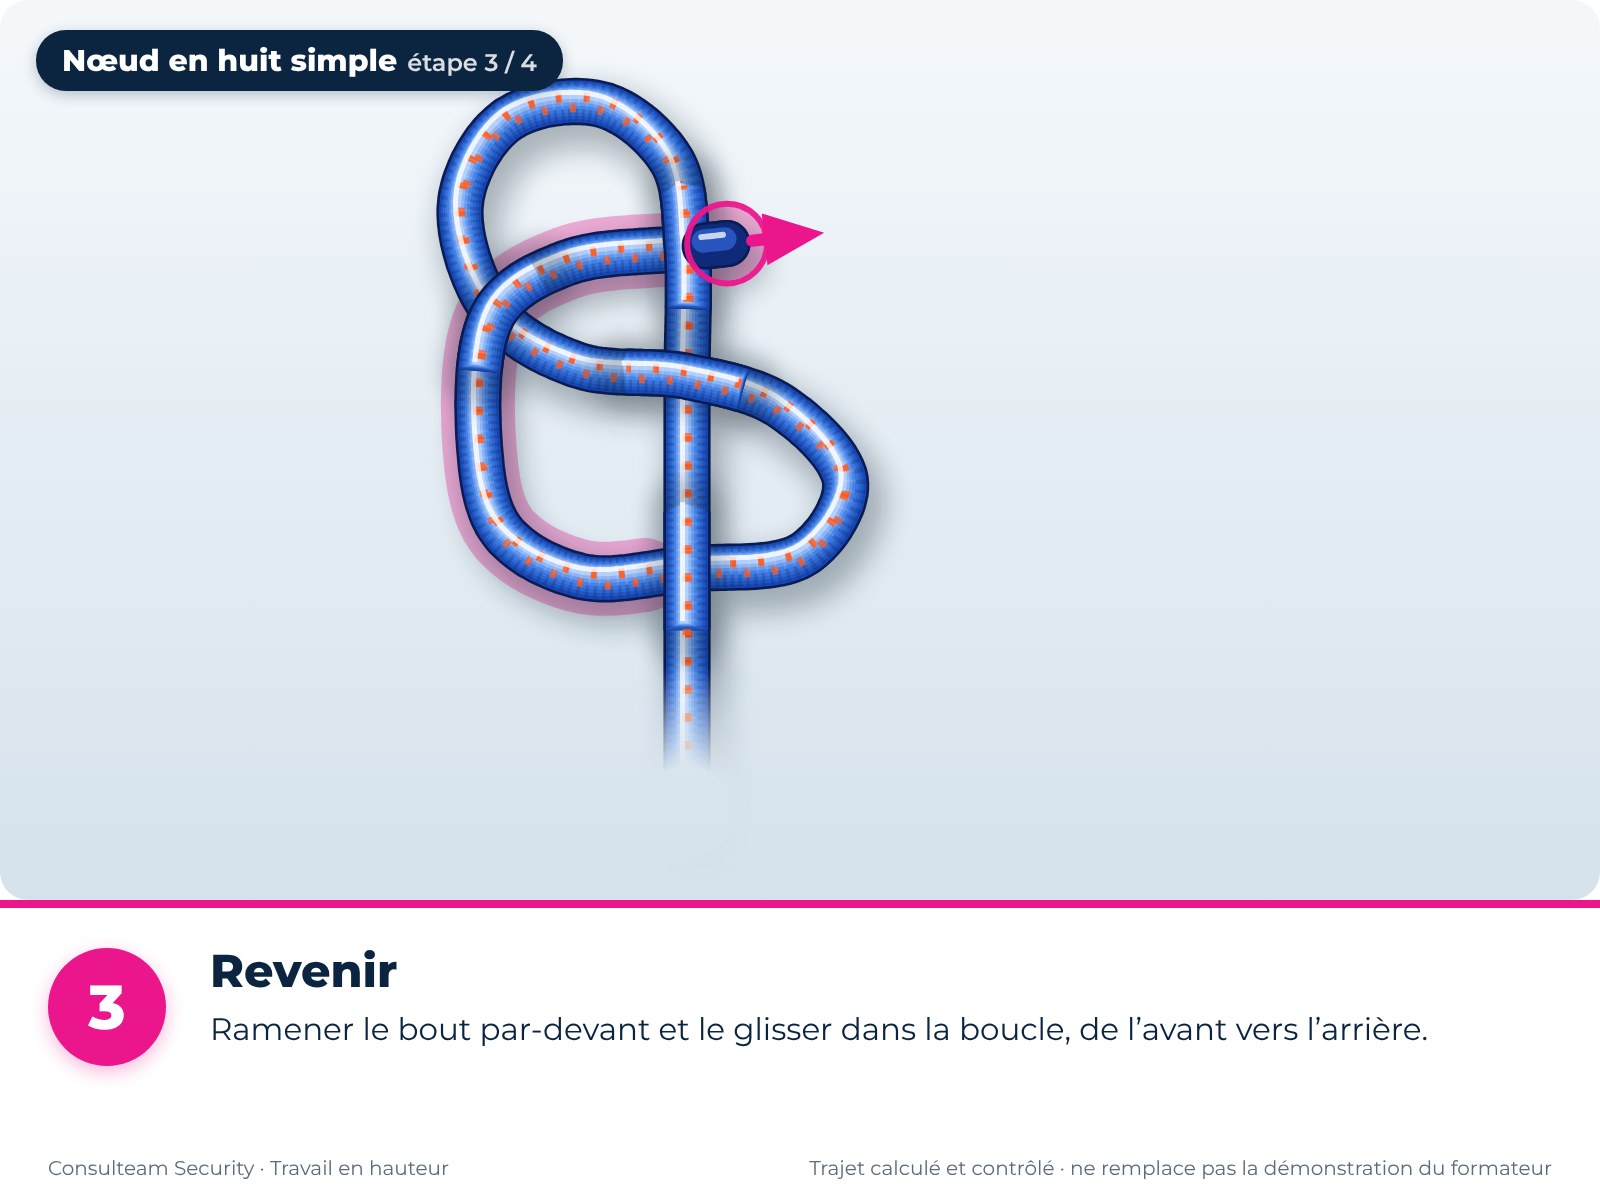 Nœud en huit simple étape 3 / 4
3
Revenir
Ramener le bout par-devant et le glisser dans la boucle, de l’avant vers l’arrière.
Consulteam Security · Travail en hauteur
Trajet calculé et contrôlé · ne remplace pas la démonstration du formateur